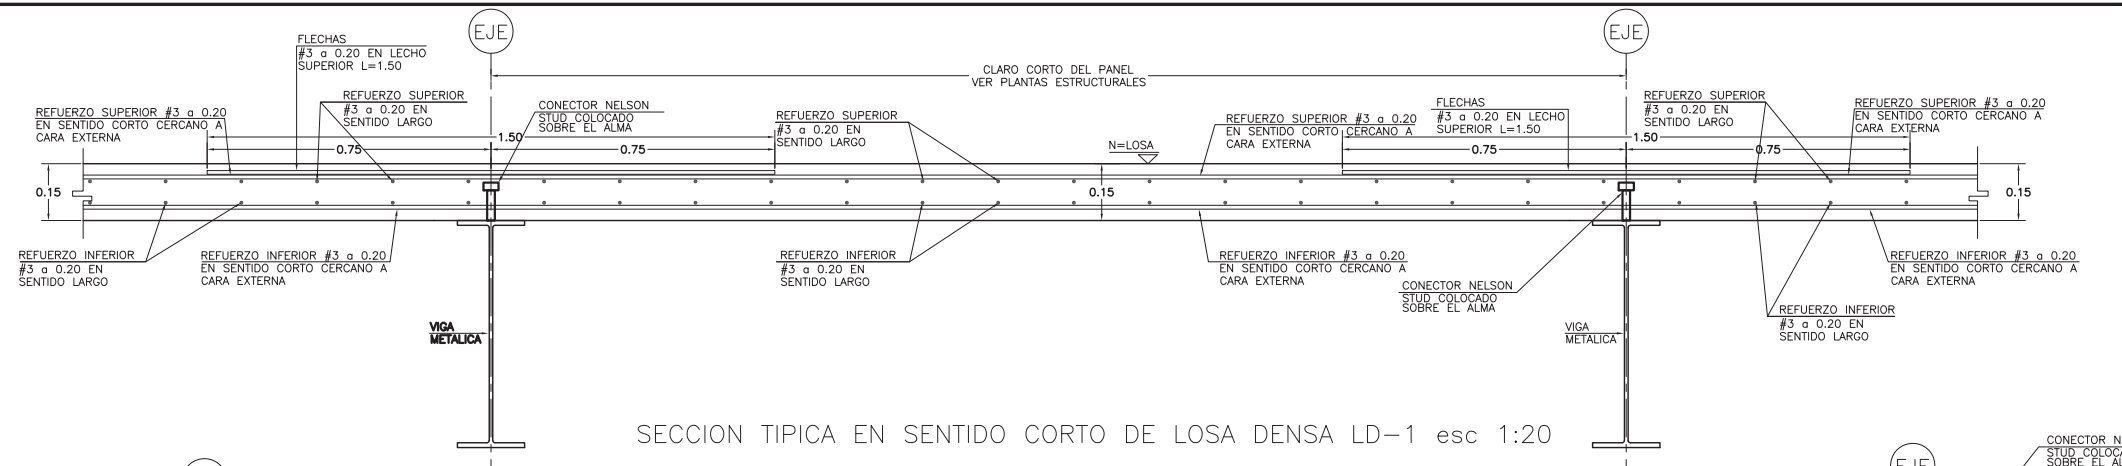 EJE
EJE
FLECHAS
#3 a 0.20 EN LECHO
SUPERIOR L=1.50
CLARO CORTO DEL PANEL
VER PLANTAS ESTRUCTURALES
REFUERZO SUPERIOR #3 a 0.20
EN SENTIDO CORTO CERCANO A
CARA EXTERNA
REFUERZO SUPERIOR
#3 a 0.20 EN
SENTIDO LARGO
CONECTOR NELSON
STUD COLOCADO
SOBRE EL ALMA
REFUERZO SUPERIOR
#3 a 0.20 EN
SENTIDO LARGO
N=LOSA
REFUERZO SUPERIOR #3 a 0.20
EN SENTIDO CORTO CERCANO A
CARA EXTERNA
FLECHAS
#3 a 0.20 EN LECHO
SUPERIOR L=1.50
REFUERZO SUPERIOR
#3 a 0.20 EN
SENTIDO LARGO
REFUERZO SUPERIOR #3 a 0.20
EN SENTIDO CORTO CERCANO A
CARA EXTERNA
1.50
0.75
0.75
1.50
0.75
0.75
0.15
0.15
0.15
REFUERZO INFERIOR
#3 a 0.20 EN
SENTIDO LARGO
REFUERZO INFERIOR #3 a 0.20
EN SENTIDO CORTO CERCANO A
CARA EXTERNA
REFUERZO INFERIOR
#3 a 0.20 EN
SENTIDO LARGO
REFUERZO INFERIOR #3 a 0.20
EN SENTIDO CORTO CERCANO A
CARA EXTERNA
CONECTOR NELSON
STUD COLOCADO
SOBRE EL ALMA
REFUERZO INFERIOR #3 a 0.20
EN SENTIDO CORTO CERCANO A
CARA EXTERNA
REFUERZO INFERIOR
#3 a 0.20 EN
SENTIDO LARGO
VIGA
METALICA
VIGA
METALICA
SECCION TIPICA EN SENTIDO CORTO DE LOSA DENSA LD-1 esc 1:20
CONECTOR N
STUD COLOC
SOBRE EL AL